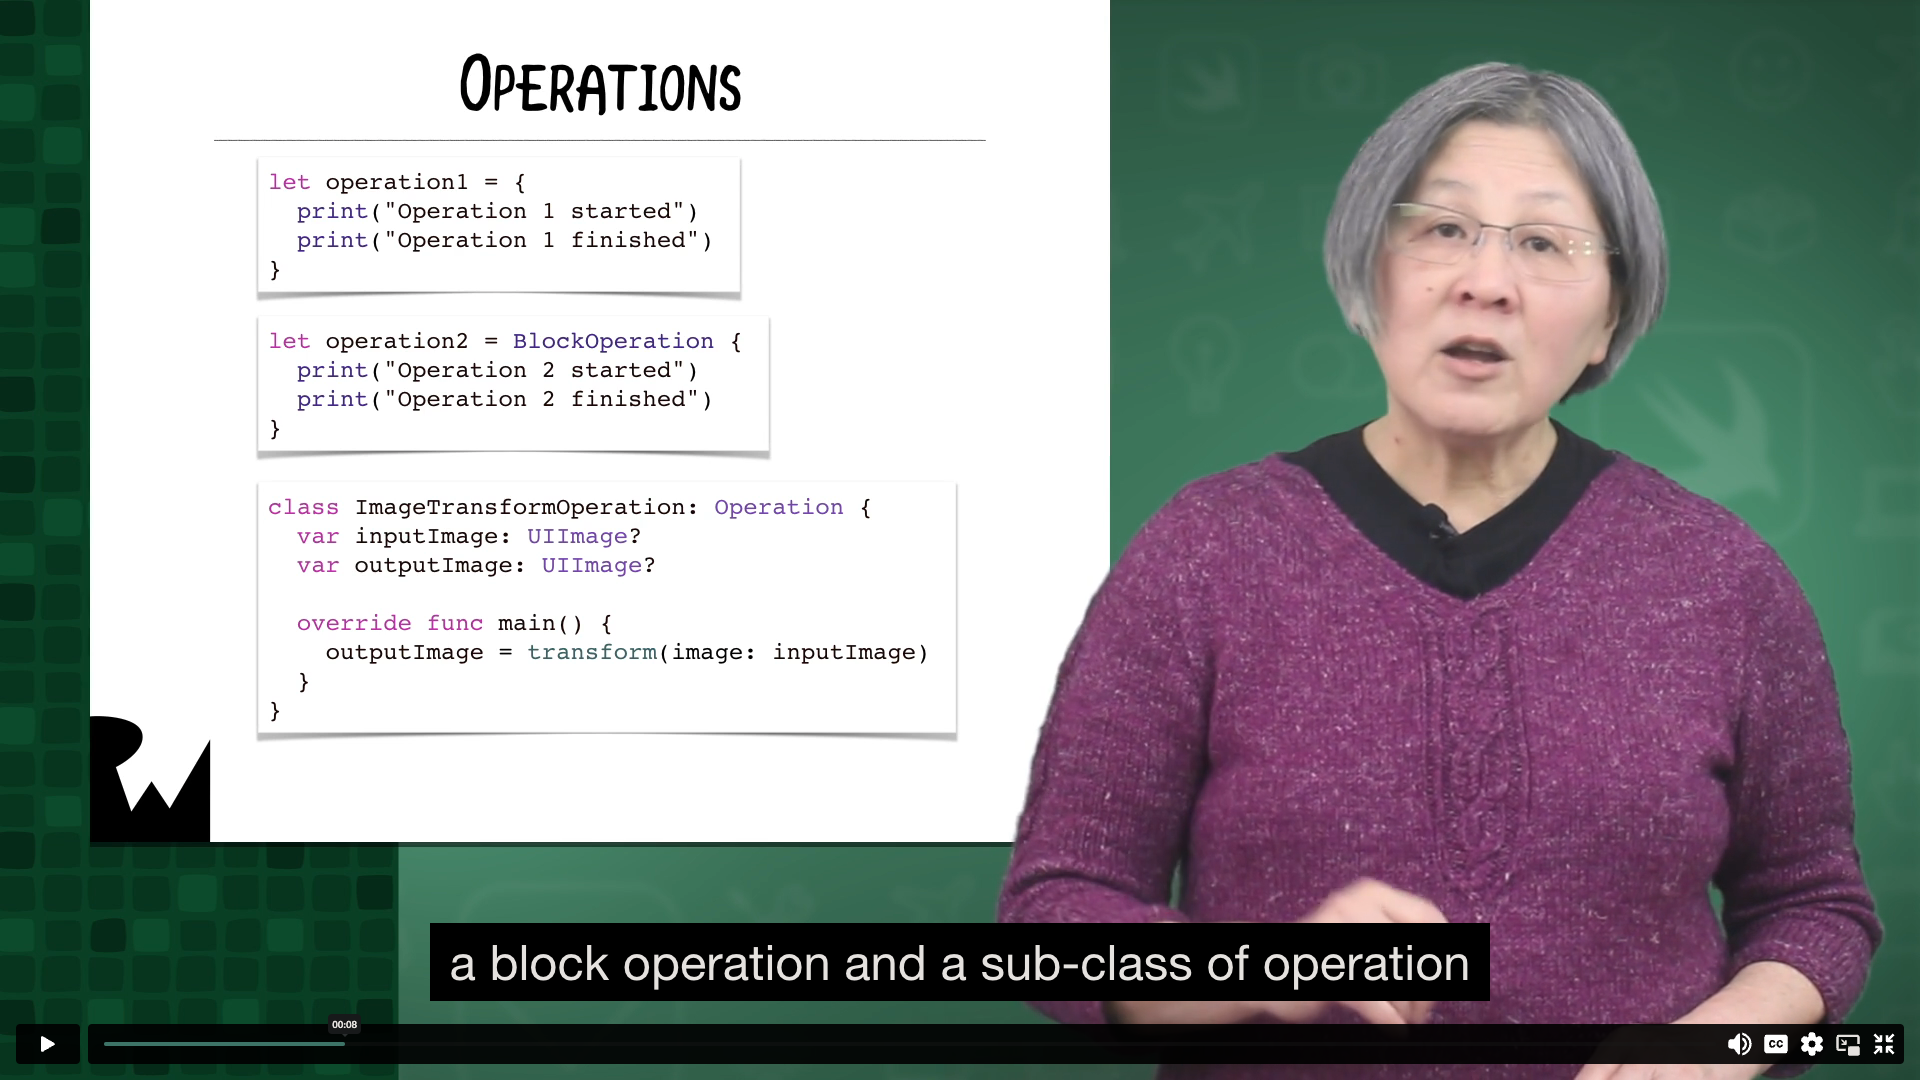 OPERATIONS
let operation1 = {
  print("Operation 1 started")
  print("Operation 1 finished")
}
let operation2 = BlockOperation {
  print("Operation 2 started")
  print("Operation 2 finished")
}
class ImageTransformOperation: Operation {
  var inputImage: UIImage?
  var outputImage: UIImage?
  override func main() {
    outputImage = transform(image: inputImage)
  }
}
RW
a block operation and a sub-class of operation
00:08
CC